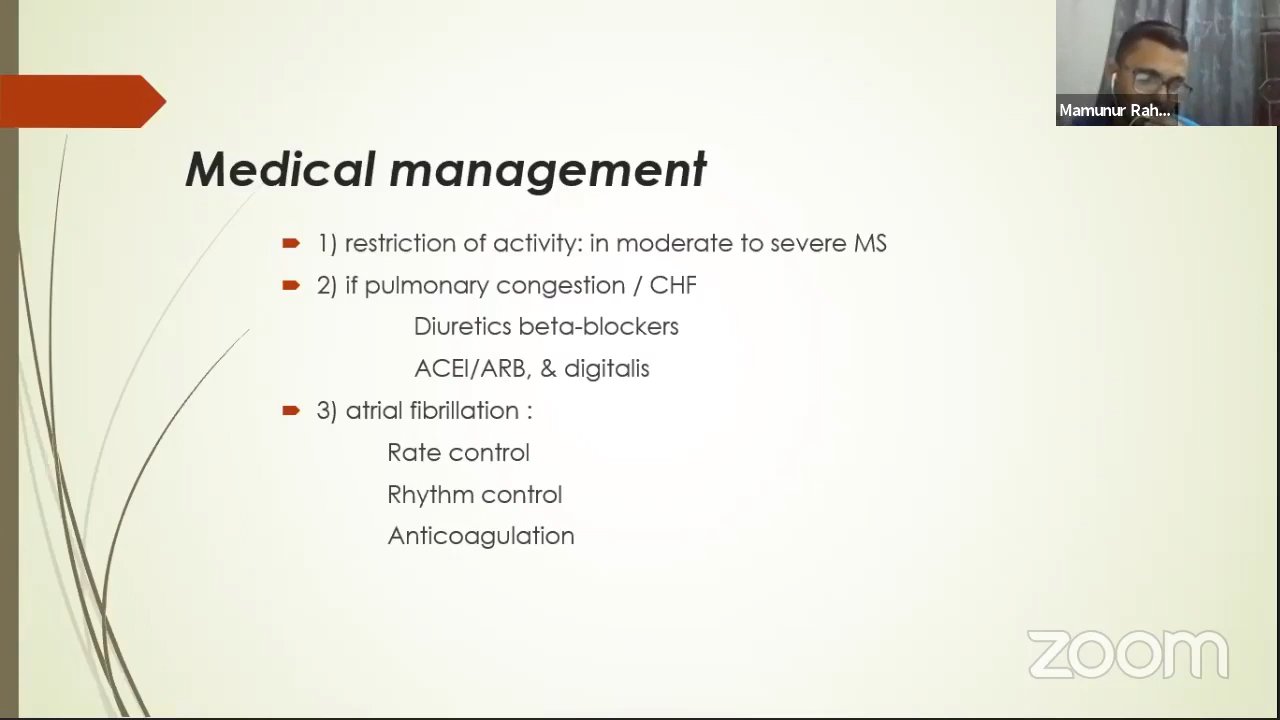 Mamunur Rah...
Medical management
1) restriction of activity: in moderate to severe MS
2) if pulmonary congestion / CHF
Diuretics beta-blockers
ACEI/ARB, & digitalis
3) atrial fibrillation :
Rate control
Rhythm control
Anticoagulation
zoom